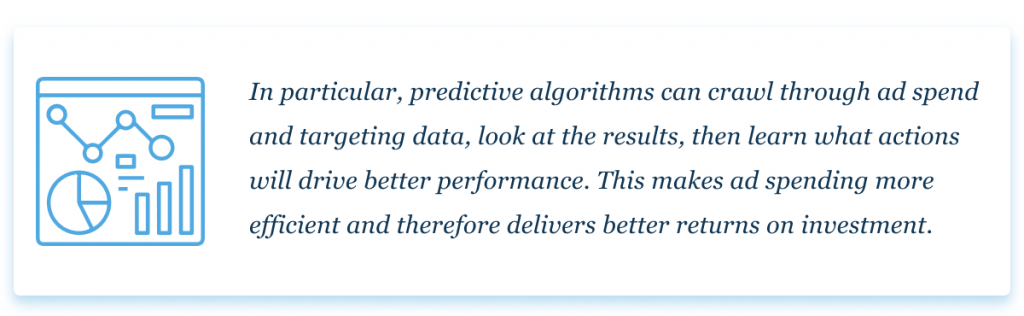 In particular, predictive algorithms can crawl through ad spend
and targeting data, look at the results, then learn what actions
will drive better performance. This makes ad spending more
efficient and therefore delivers better returns on investment.